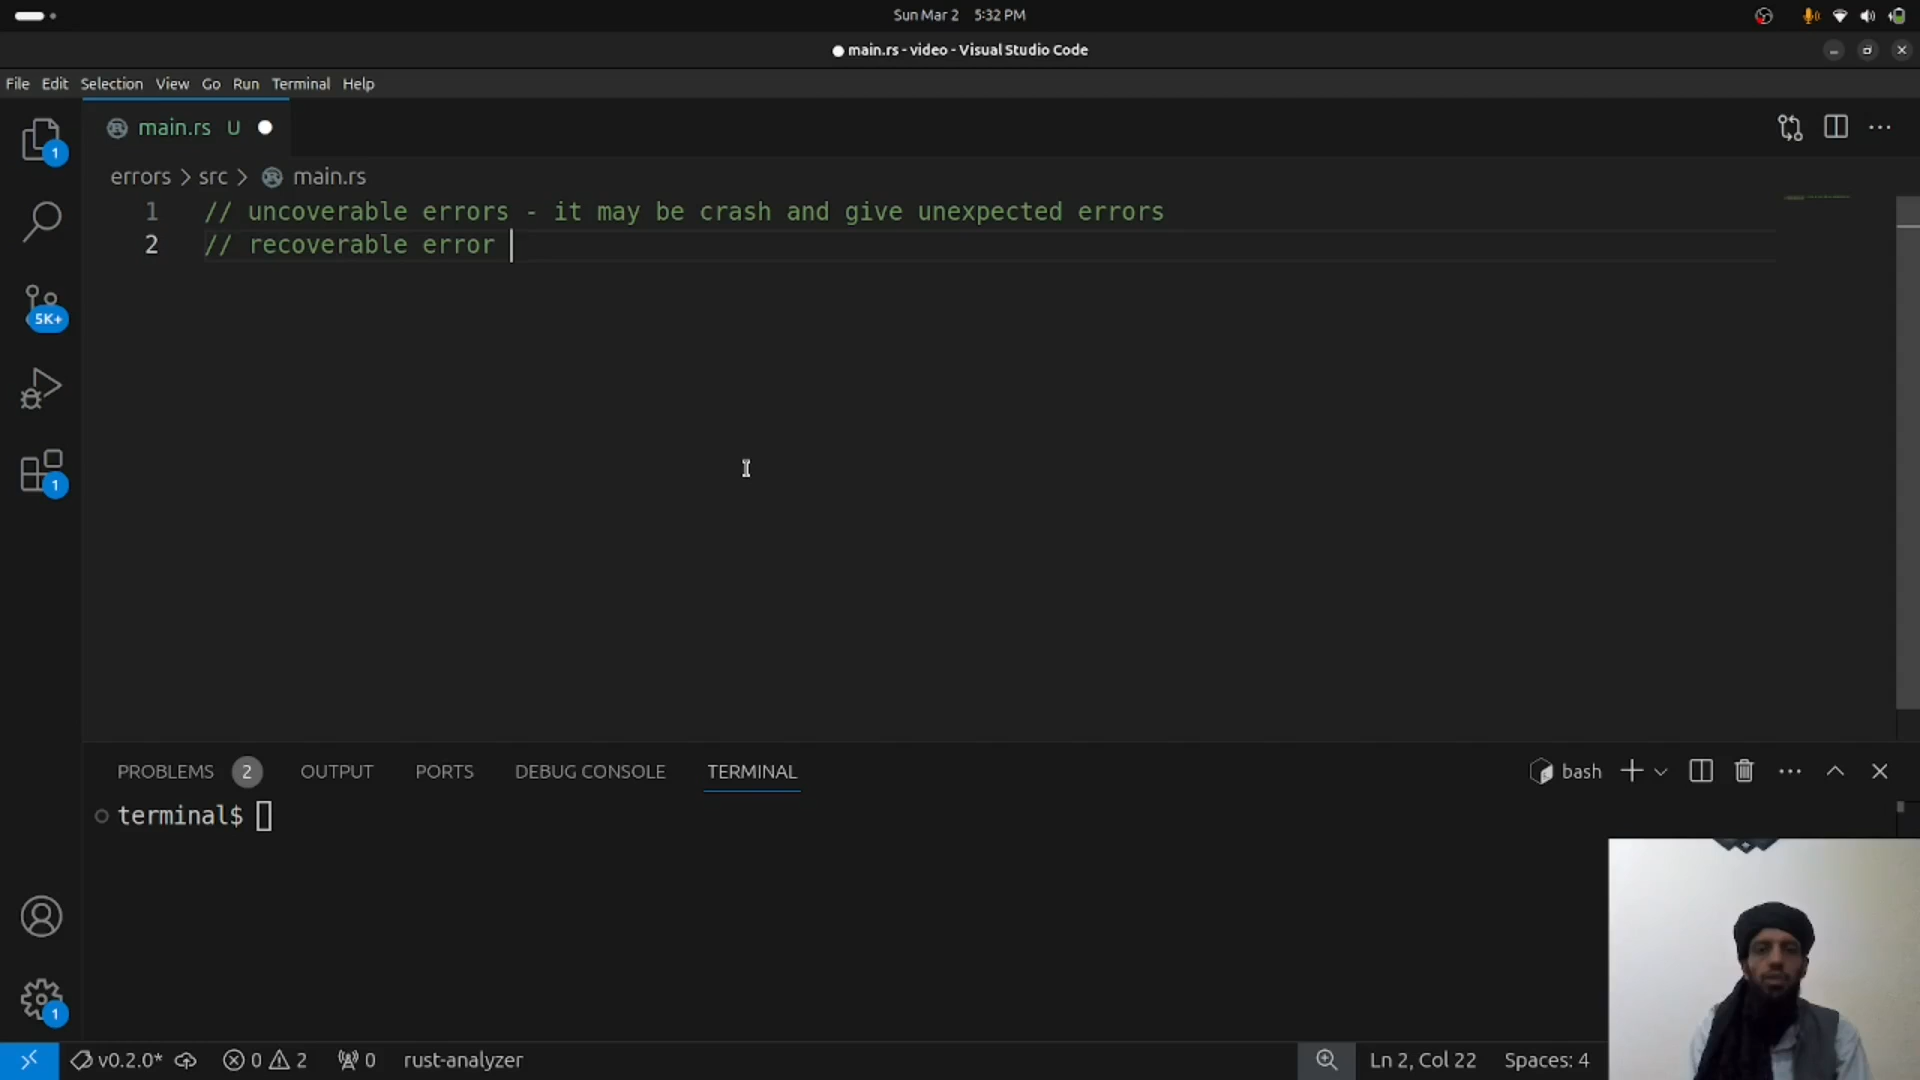 Sun Mar 2 5:32 PM
● main.rs - video - Visual Studio Code
File Edit Selection View Go Run Terminal Help
main.rs U
errors > src > main.rs
1 // uncoverable errors - it may be crash and give unexpected errors
2 // recoverable error
1
5K+
1
PROBLEMS 2 OUTPUT PORTS DEBUG CONSOLE TERMINAL
bash
terminal$
1
v0.2.0* 0 2 0 rust-analyzer
Ln 2, Col 22 Spaces: 4